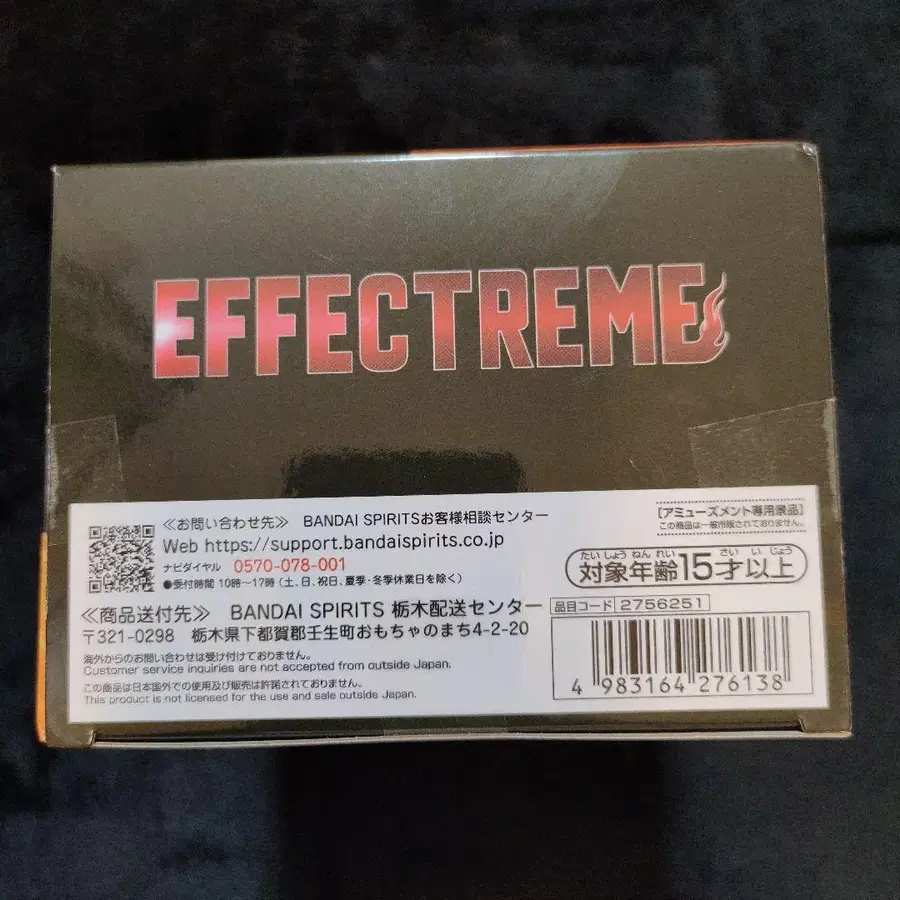 EFFECTREME
≪お問い合わせ先≫ BANDAI SPIRITSお客様相談センター
Web https://support.bandaispirits.co.jp
ナビダイヤル 0570-078-001
●受付時間 10時～17時(土、日、祝日、夏季・冬季休業日を除く)
≪商品送付先≫ BANDAI SPIRITS 栃木配送センター
〒321-0298 栃木県下都賀郡壬生町おもちゃのまち4-2-20
海外からのお問い合わせは受け付けておりません。
Customer service inquiries are not accepted from outside Japan.
この商品は日本国外での使用及び販売は許諾されておりません。
This product is not licensed for the use and sale outside Japan.
[アミューズメント専用景品]
この商品は一般市販されておりません。
たいしょうねんれい さいいじょう
対象年齢15才以上
品目コード 2756251
4 983164 276138